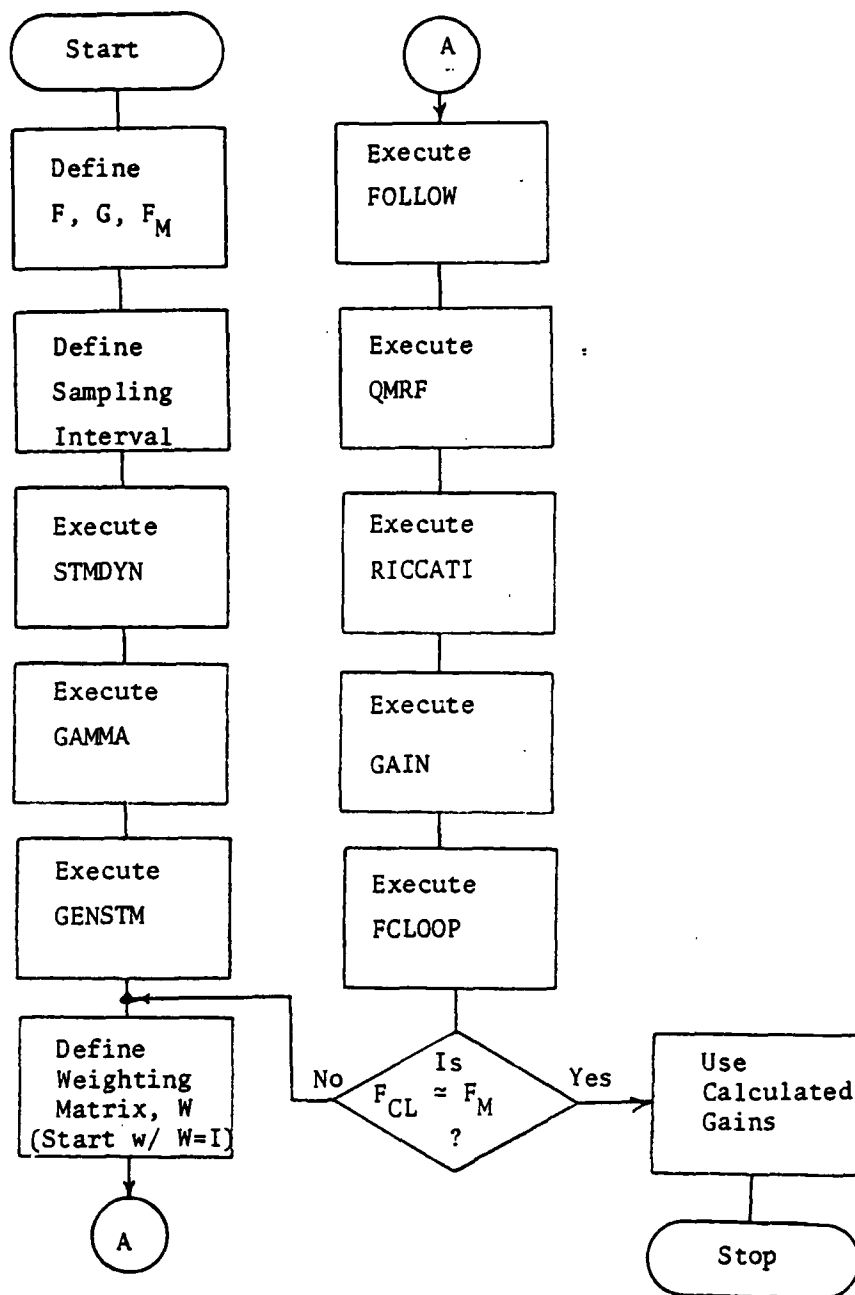 Start
Define
F, G, F_M
Define
Sampling
Interval
Execute
STMDYN
Execute
GAMMA
Execute
GENSTM
Define
Weighting
Matrix, W
(Start w/ W=I)
A
A
Execute
FOLLOW
Execute
QMRF
Execute
RICCATI
Execute
GAIN
Execute
FCLOOP
Is
F_CL ≃ F_M
?
No
Yes
Use
Calculated
Gains
Stop